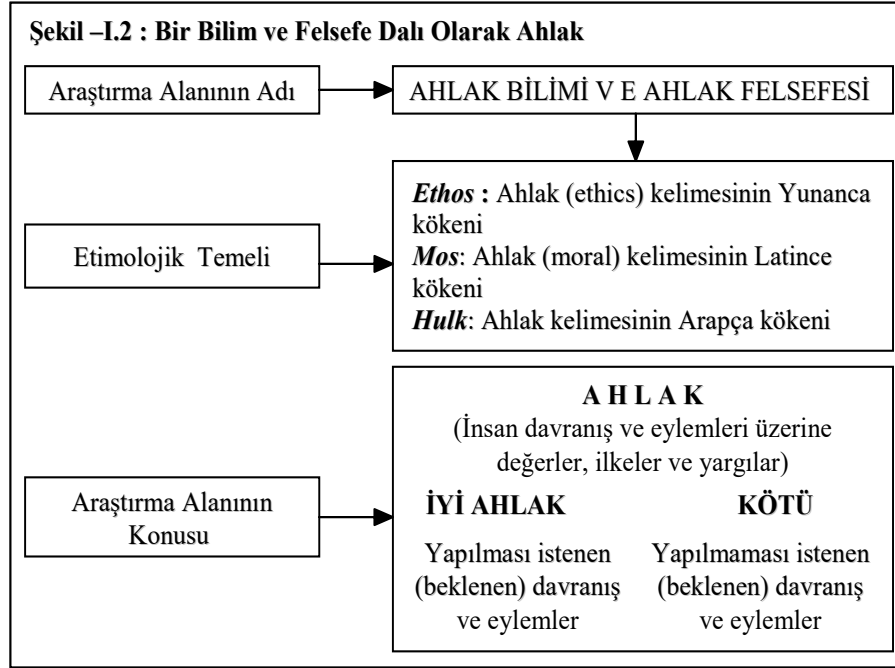 Şekil –I.2 : Bir Bilim ve Felsefe Dalı Olarak Ahlak
Araştırma Alanının Adı
AHLAK BİLİMİ V E AHLAK FELSEFESİ
Etimolojik Temeli
Ethos : Ahlak (ethics) kelimesinin Yunanca
kökeni
Mos: Ahlak (moral) kelimesinin Latince
kökeni
Hulk: Ahlak kelimesinin Arapça kökeni
Araştırma Alanının
Konusu
A H L A K
(İnsan davranış ve eylemleri üzerine
değerler, ilkeler ve yargılar)
İYİ AHLAK
Yapılması istenen
(beklenen) davranış
ve eylemler
KÖTÜ
Yapılmaması istenen
(beklenen) davranış
ve eylemler